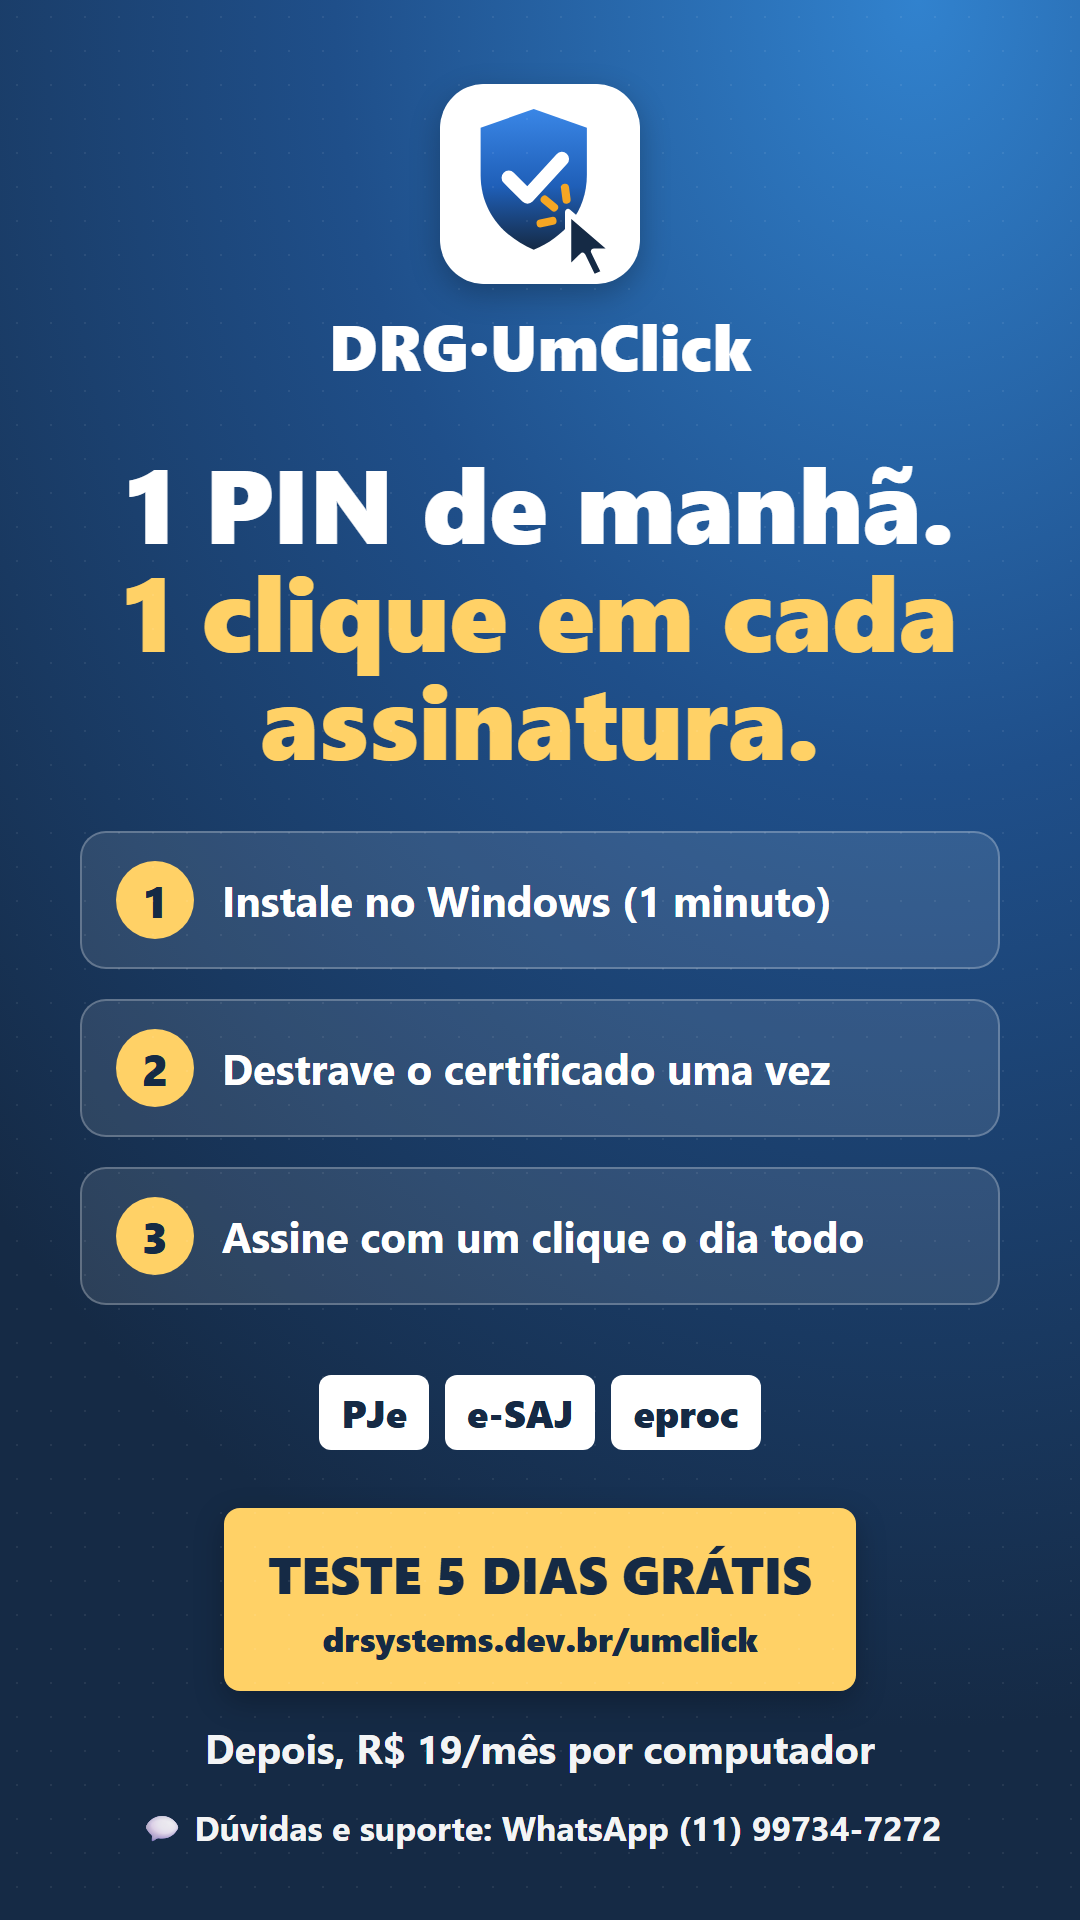 DRG·UmClick
1 PIN de manhã.
1 clique em cada
assinatura.
1 Instale no Windows (1 minuto)
2 Destrave o certificado uma vez
3 Assine com um clique o dia todo
PJe e-SAJ eproc
TESTE 5 DIAS GRÁTIS
drsystems.dev.br/umclick
Depois, R$ 19/mês por computador
Dúvidas e suporte: WhatsApp (11) 99734-7272